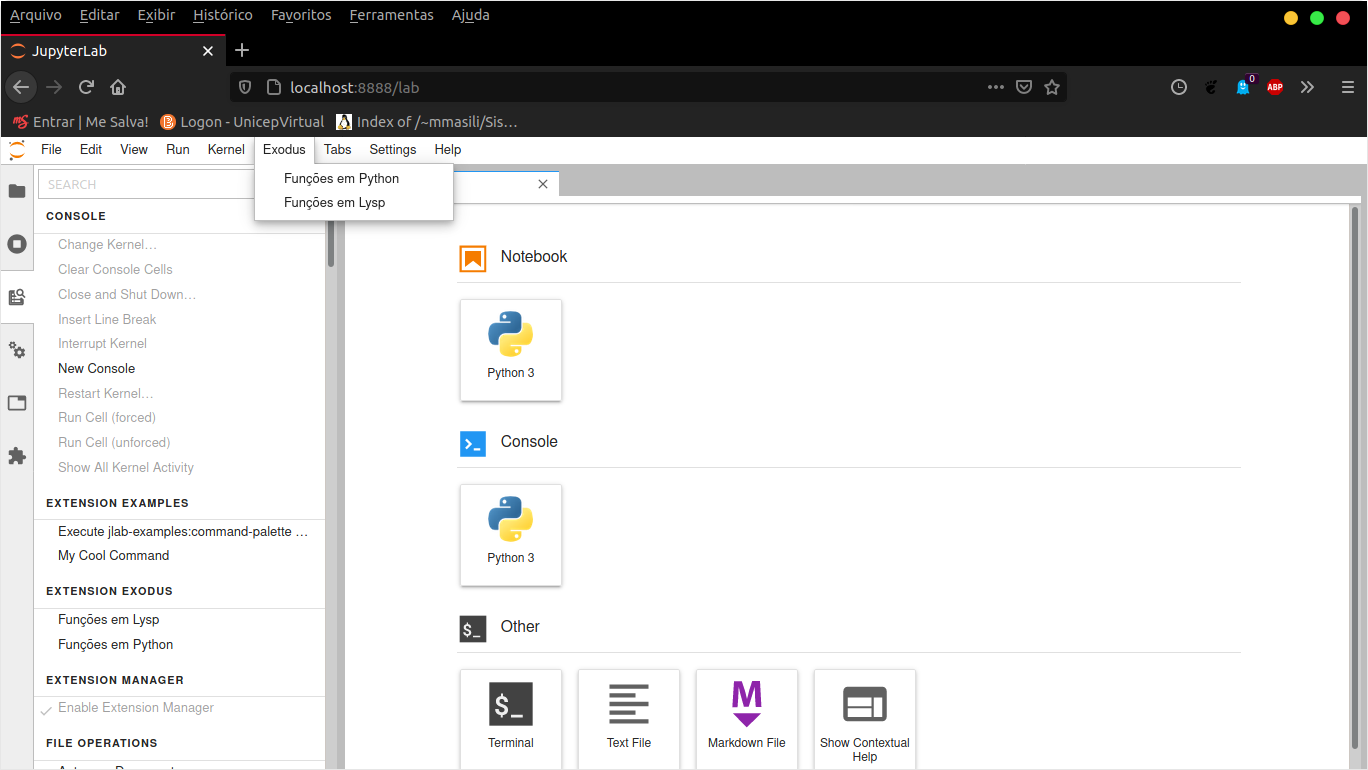 Arquivo Editar Exibir Histórico Favoritos Ferramentas Ajuda
JupyterLab
localhost:8888/lab
0
ABP
Entrar | Me Salva! Logon - UnicepVirtual Index of /~mmasili/Sis…
File Edit View Run Kernel Exodus Tabs Settings Help
Funções em Python
Funções em Lysp
SEARCH
CONSOLE
Change Kernel…
Clear Console Cells
Close and Shut Down…
Insert Line Break
Interrupt Kernel
New Console
Restart Kernel…
Run Cell (forced)
Run Cell (unforced)
Show All Kernel Activity
EXTENSION EXAMPLES
Execute jlab-examples:command-palette …
My Cool Command
EXTENSION EXODUS
Funções em Lysp
Funções em Python
EXTENSION MANAGER
Enable Extension Manager
FILE OPERATIONS
Notebook
Python 3
Console
Python 3
Other
$_
Terminal
Text File
M
Markdown File
Show Contextual
Help